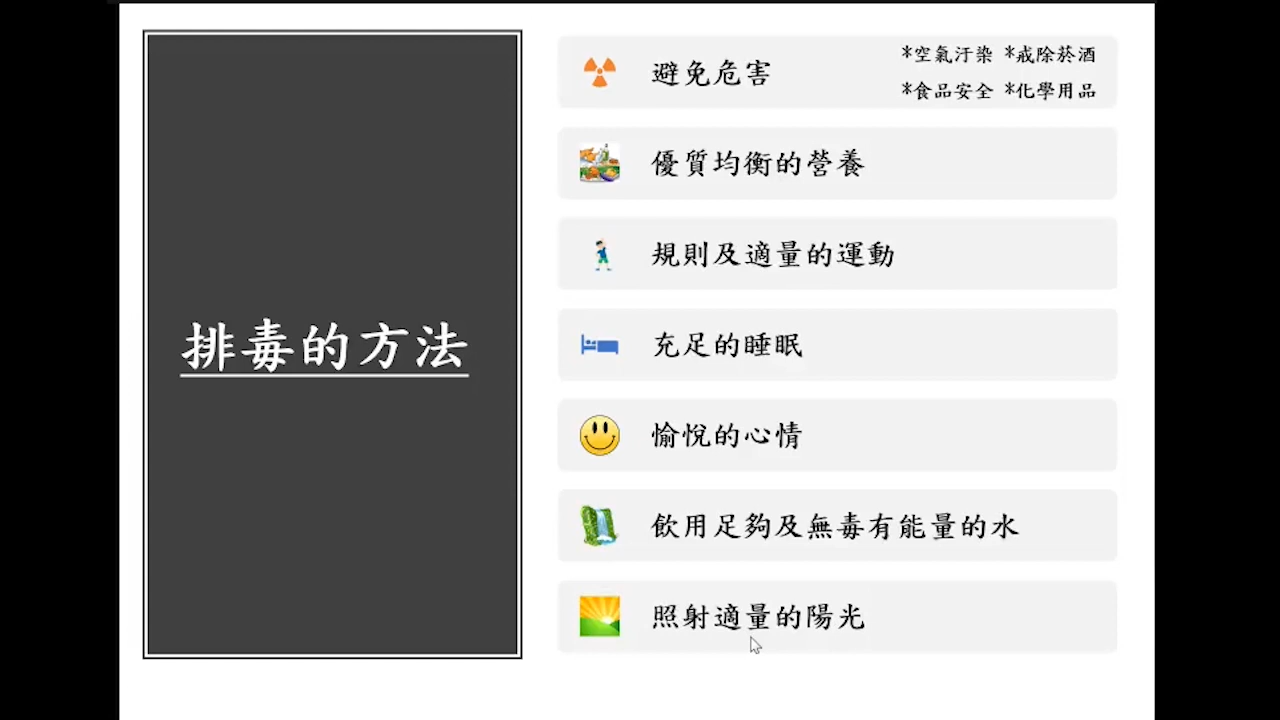 排毒的方法
避免危害
*空氣汙染 *戒除菸酒
*食品安全 *化學用品
優質均衡的營養
規則及適量的運動
充足的睡眠
愉悅的心情
飲用足夠及無毒有能量的水
照射適量的陽光